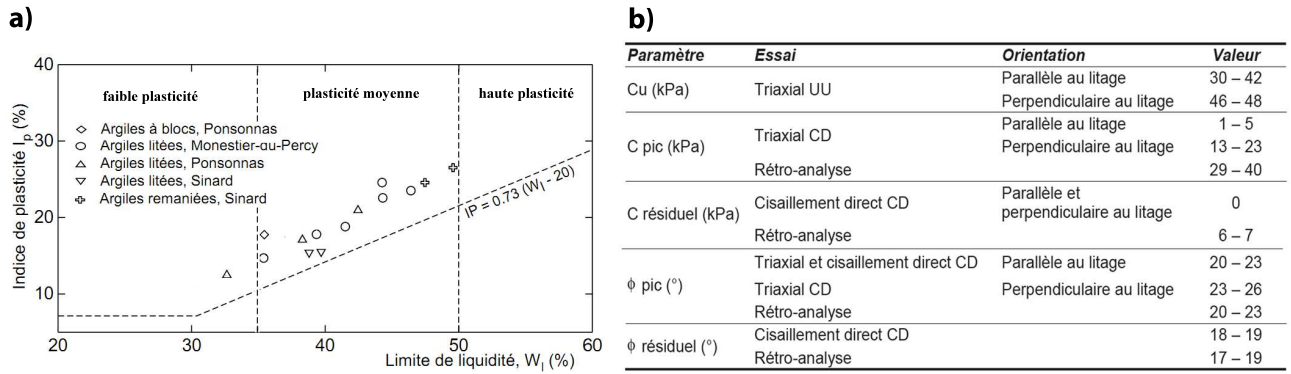 a)
40
30
20
10
Indice de plasticité Ip (%)
faible plasticité
plasticité moyenne
haute plasticité
Argiles à blocs, Ponsonnas
Argiles litées, Monestier-du-Percy
Argiles litées, Ponsonnas
Argiles litées, Sinard
Argiles remaniées, Sinard
IP = 0.73 (Wl - 20)
20 30 40 50 60
Limite de liquidité, Wl (%)
b)
Paramètre Essai Orientation Valeur
Cu (kPa) Triaxial UU Parallèle au litage 30 – 42
Perpendiculaire au litage 46 – 48
C pic (kPa) Triaxial CD Parallèle au litage 1 – 5
Perpendiculaire au litage 13 – 23
Rétro-analyse 29 – 40
C résiduel (kPa) Cisaillement direct CD Parallèle et
perpendiculaire au litage 0
Rétro-analyse 6 – 7
ϕ pic (°) Triaxial et cisaillement direct CD Parallèle au litage 20 – 23
Triaxial CD Perpendiculaire au litage 23 – 26
Rétro-analyse 20 – 23
ϕ résiduel (°) Cisaillement direct CD 18 – 19
Rétro-analyse 17 – 19